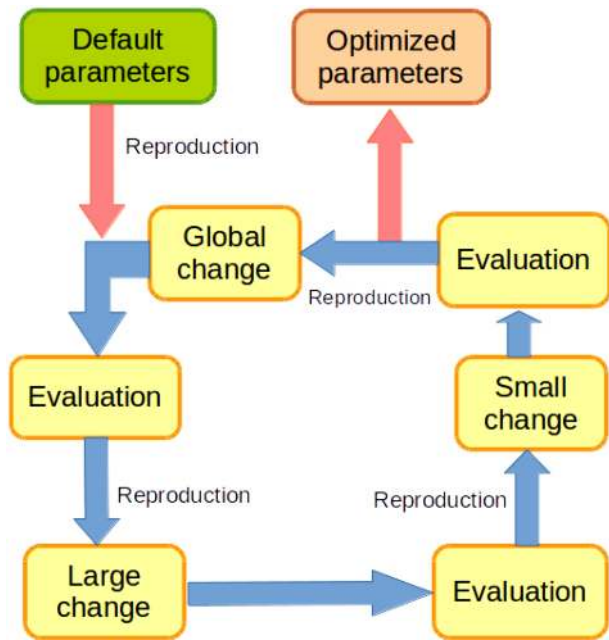 Default
parameters
Optimized
parameters
Reproduction
Global
change
Evaluation
Reproduction
Evaluation
Small
change
Reproduction
Reproduction
Large
change
Evaluation